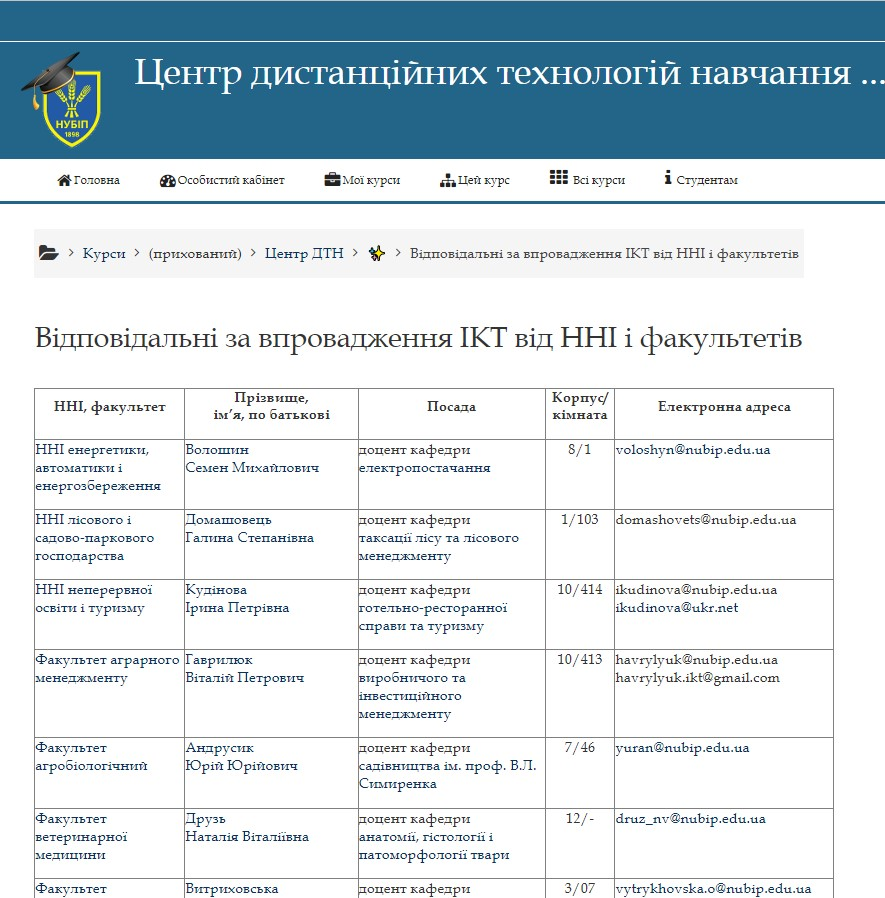 Центр дистанційних технологій навчання ...
НУБІП
1898
Головна Особистий кабінет Мої курси Цей курс Всі курси Студентам
Курси > (прихований) > Центр ДТН > > Відповідальні за впровадження ІКТ від ННІ і факультетів
Відповідальні за впровадження ІКТ від ННІ і факультетів
ННІ, факультет
Прізвище,
ім’я, по батькові
Посада
Корпус/
кімната
Електронна адреса
ННІ енергетики,
автоматики і
енергозбереження
Волошин
Семен Михайлович
доцент кафедри
електропостачання
8/1
voloshyn@nubip.edu.ua
ННІ лісового і
садово-паркового
господарства
Домашовець
Галина Степанівна
доцент кафедри
таксації лісу та лісового
менеджменту
1/103
domashovets@nubip.edu.ua
ННІ неперервної
освіти і туризму
Кудінова
Ірина Петрівна
доцент кафедри
готельно-ресторанної
справи та туризму
10/414
ikudinova@nubip.edu.ua
ikudinova@ukr.net
Факультет аграрного
менеджменту
Гаврилюк
Віталій Петрович
доцент кафедри
виробничого та
інвестиційного
менеджменту
10/413
havrylyuk@nubip.edu.ua
havrylyuk.ikt@gmail.com
Факультет
агробіологічний
Андрусик
Юрій Юрійович
доцент кафедри
садівництва ім. проф. В.Л.
Симиренка
7/46
yuran@nubip.edu.ua
Факультет
ветеринарної
медицини
Друзь
Наталія Віталіївна
доцент кафедри
анатомії, гістології і
патоморфології твари
12/-
druz_nv@nubip.edu.ua
Факультет
Витриховська
доцент кафедри
3/07
vytrykhovska.o@nubip.edu.ua